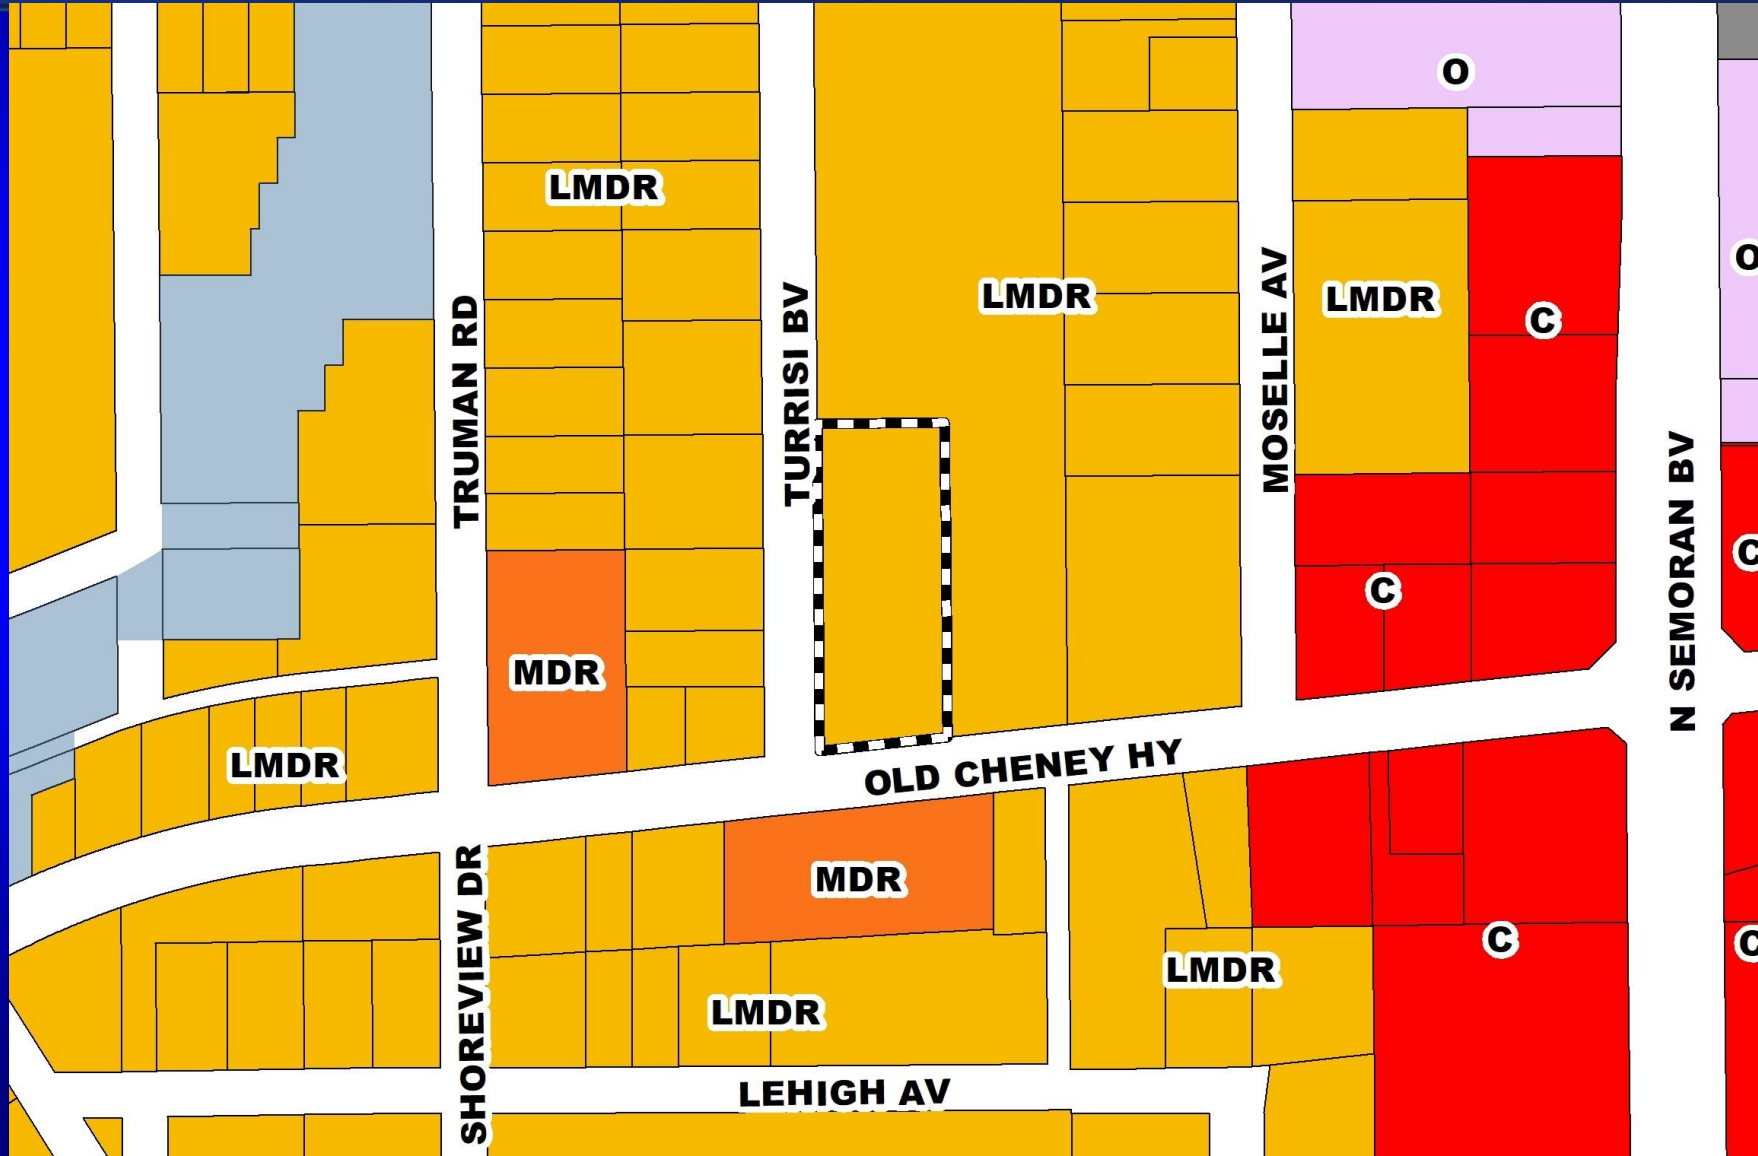 O
LMDR
O
LMDR
LMDR
C
TRUMAN RD
TURRISI BV
MOSELLE AV
N SEMORAN BV
C
C
MDR
LMDR
OLD CHENEY HY
MDR
C
C
LMDR
LMDR
SHOREVIEW DR
LEHIGH AV